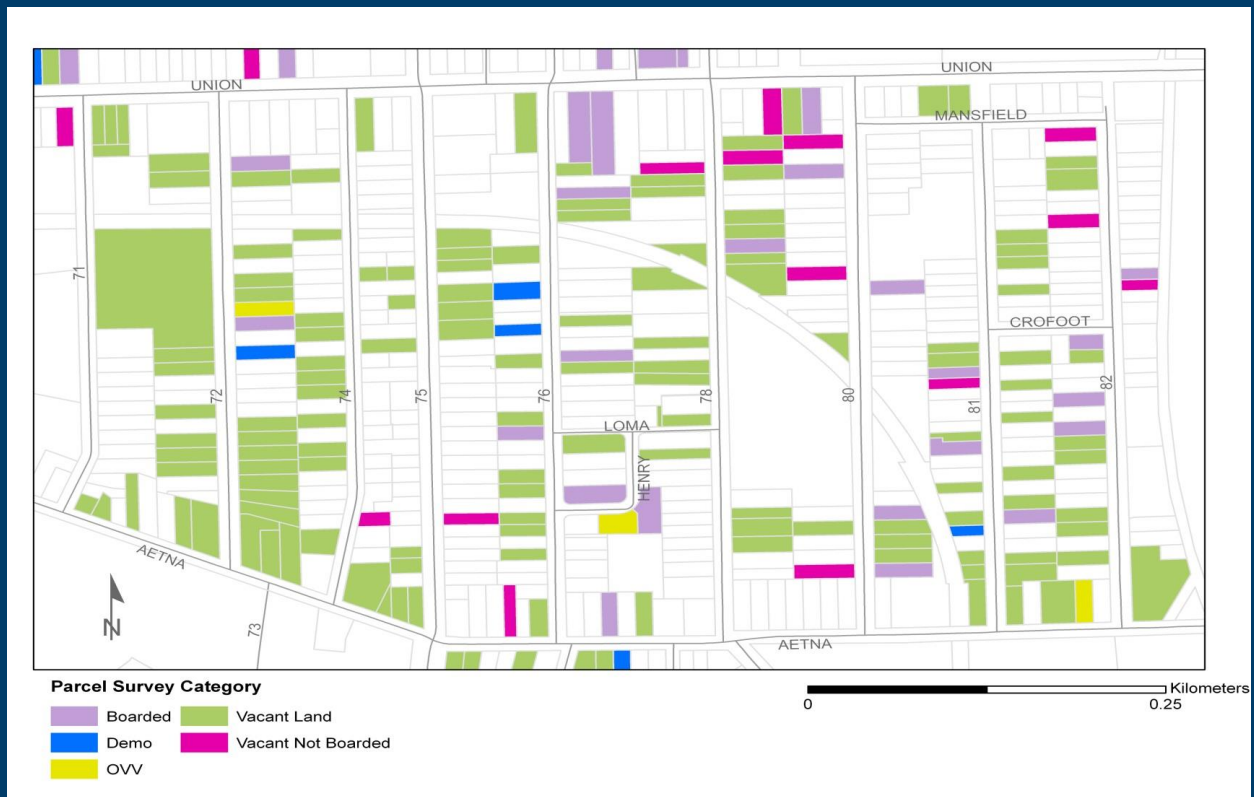 UNION
UNION
MANSFIELD
71
CROFOOT
72
74
75
76
78
80
81
82
LOMA
HENRY
AETNA
N
73
AETNA
Parcel Survey Category
Boarded Vacant Land
Demo Vacant Not Boarded
OVV
Kilometers
0 0.25